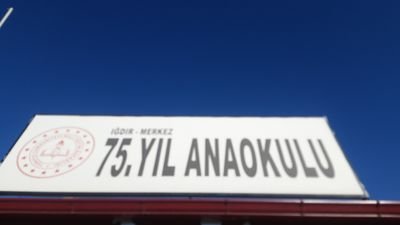 IĞDIR - MERKEZ
75.YIL ANAOKULU